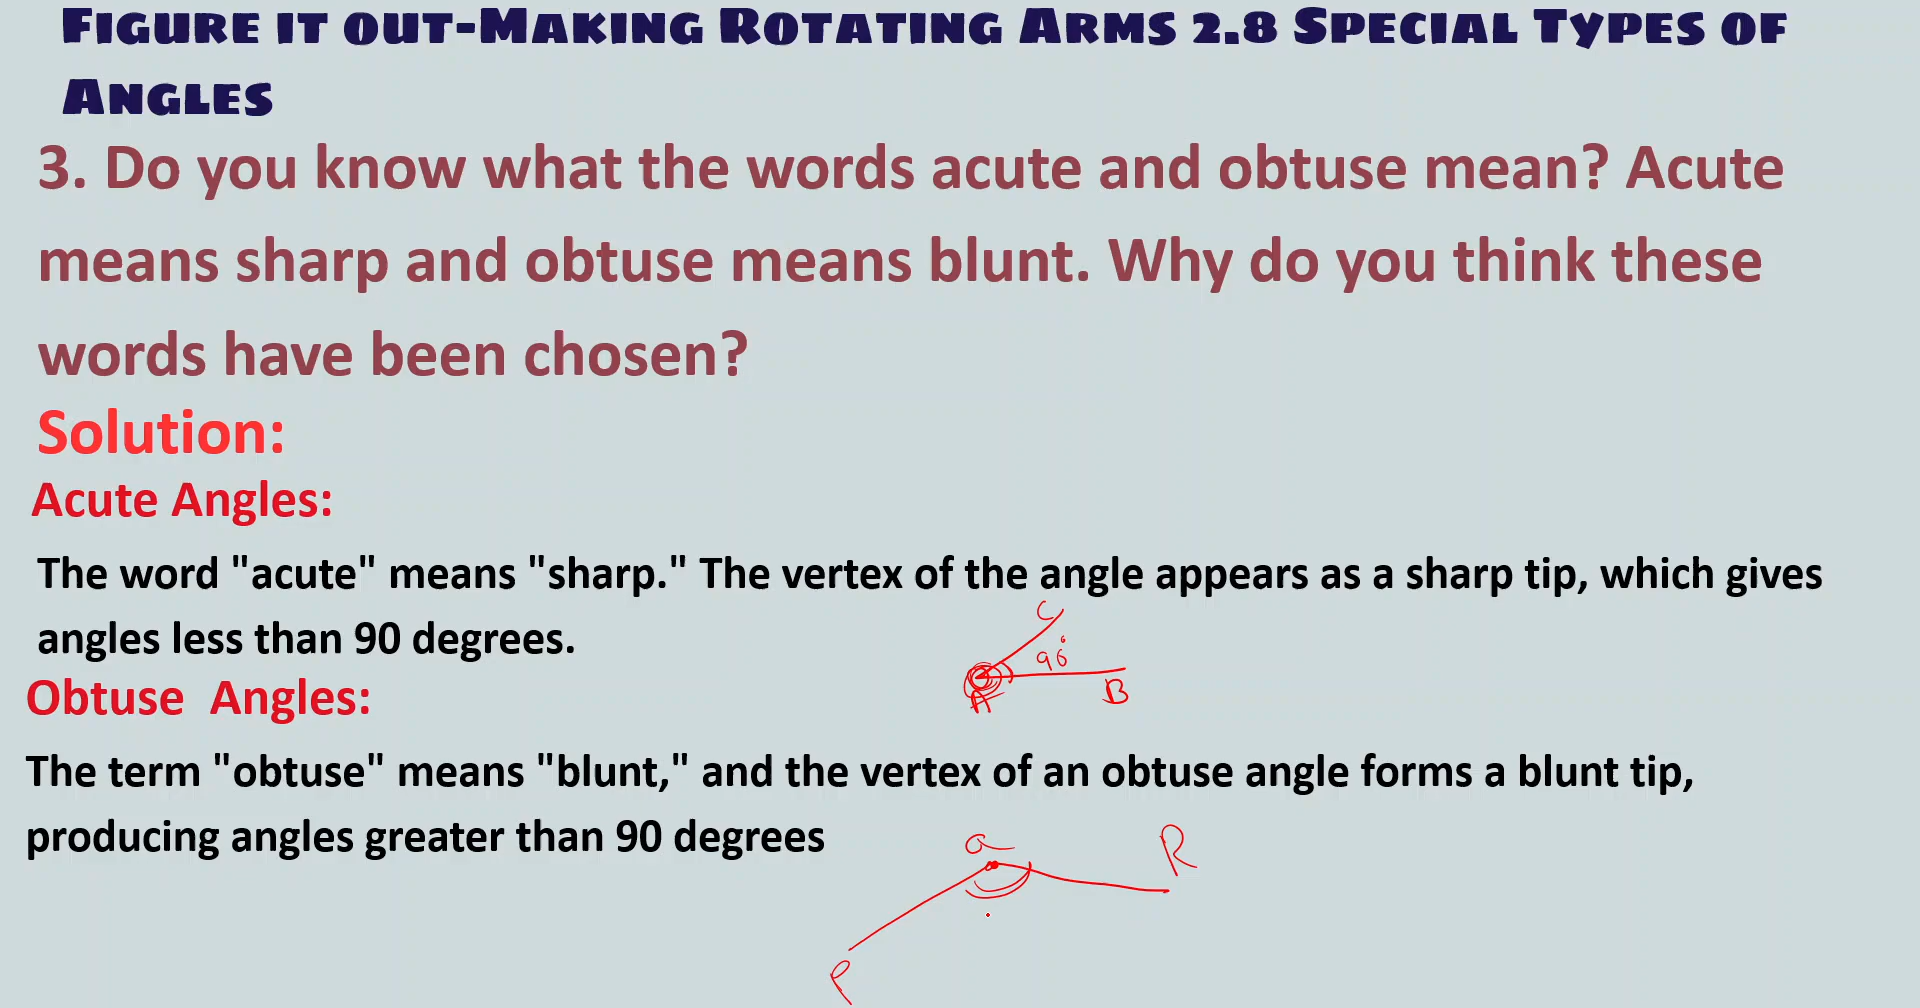 FIGURE IT OUT-MAKING ROTATING ARMS 2.8 SPECIAL TYPES OF
ANGLES
3. Do you know what the words acute and obtuse mean? Acute
means sharp and obtuse means blunt. Why do you think these
words have been chosen?
Solution:
Acute Angles:
The word "acute" means "sharp." The vertex of the angle appears as a sharp tip, which gives
angles less than 90 degrees.
C
90°
A
B
Obtuse Angles:
The term "obtuse" means "blunt," and the vertex of an obtuse angle forms a blunt tip,
producing angles greater than 90 degrees
R
P